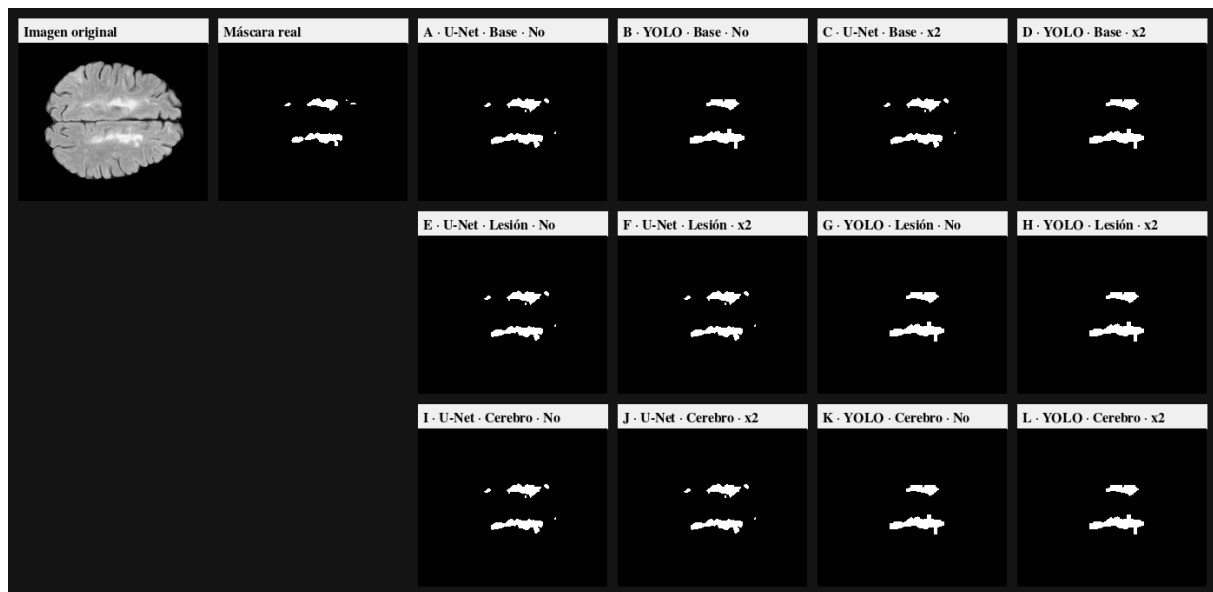 Imagen original
Máscara real
A · U-Net · Base · No
B · YOLO · Base · No
C · U-Net · Base · x2
D · YOLO · Base · x2
E · U-Net · Lesión · No
F · U-Net · Lesión · x2
G · YOLO · Lesión · No
H · YOLO · Lesión · x2
I · U-Net · Cerebro · No
J · U-Net · Cerebro · x2
K · YOLO · Cerebro · No
L · YOLO · Cerebro · x2